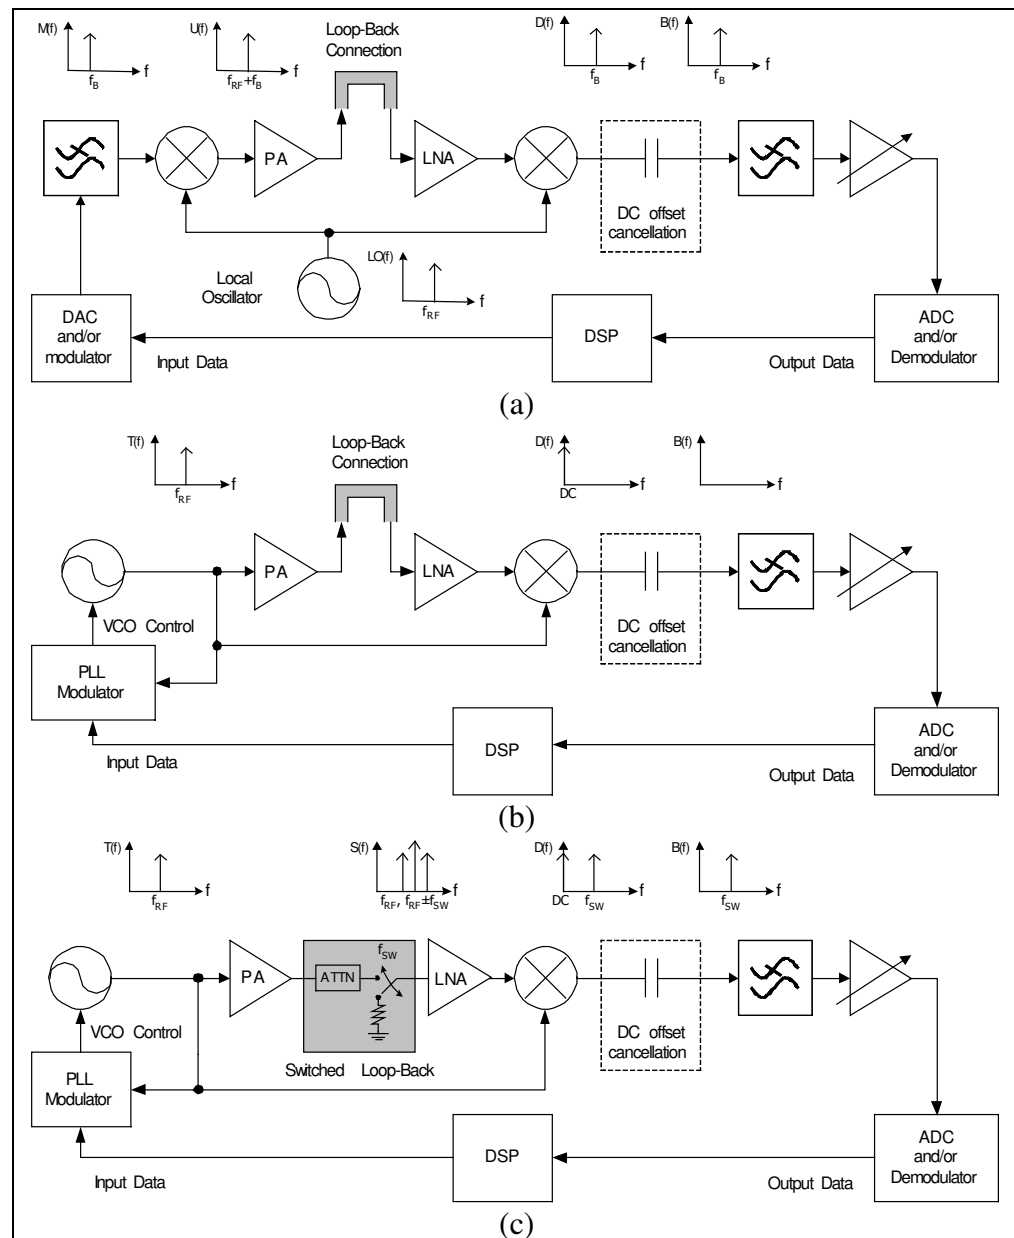 M(f)
f_B
f
U(f)
f_RF+f_B
f
Loop-Back
Connection
D(f)
f_B
f
B(f)
f_B
f
PA
LNA
DC offset
cancellation
Local
Oscillator
LO(f)
f_RF
f
DAC
and/or
modulator
Input Data
DSP
Output Data
ADC
and/or
Demodulator
(a)
T(f)
f_RF
f
Loop-Back
Connection
D(f)
DC
f
B(f)
f
PA
LNA
VCO Control
DC offset
cancellation
PLL
Modulator
Input Data
DSP
Output Data
ADC
and/or
Demodulator
(b)
T(f)
f_RF
f
S(f)
f_RF, f_RF±f_SW
f
D(f)
DC f_SW
f
B(f)
f_SW
f
PA
ATTN
f_SW
LNA
VCO Control
Switched Loop-Back
DC offset
cancellation
PLL
Modulator
Input Data
DSP
Output Data
ADC
and/or
Demodulator
(c)